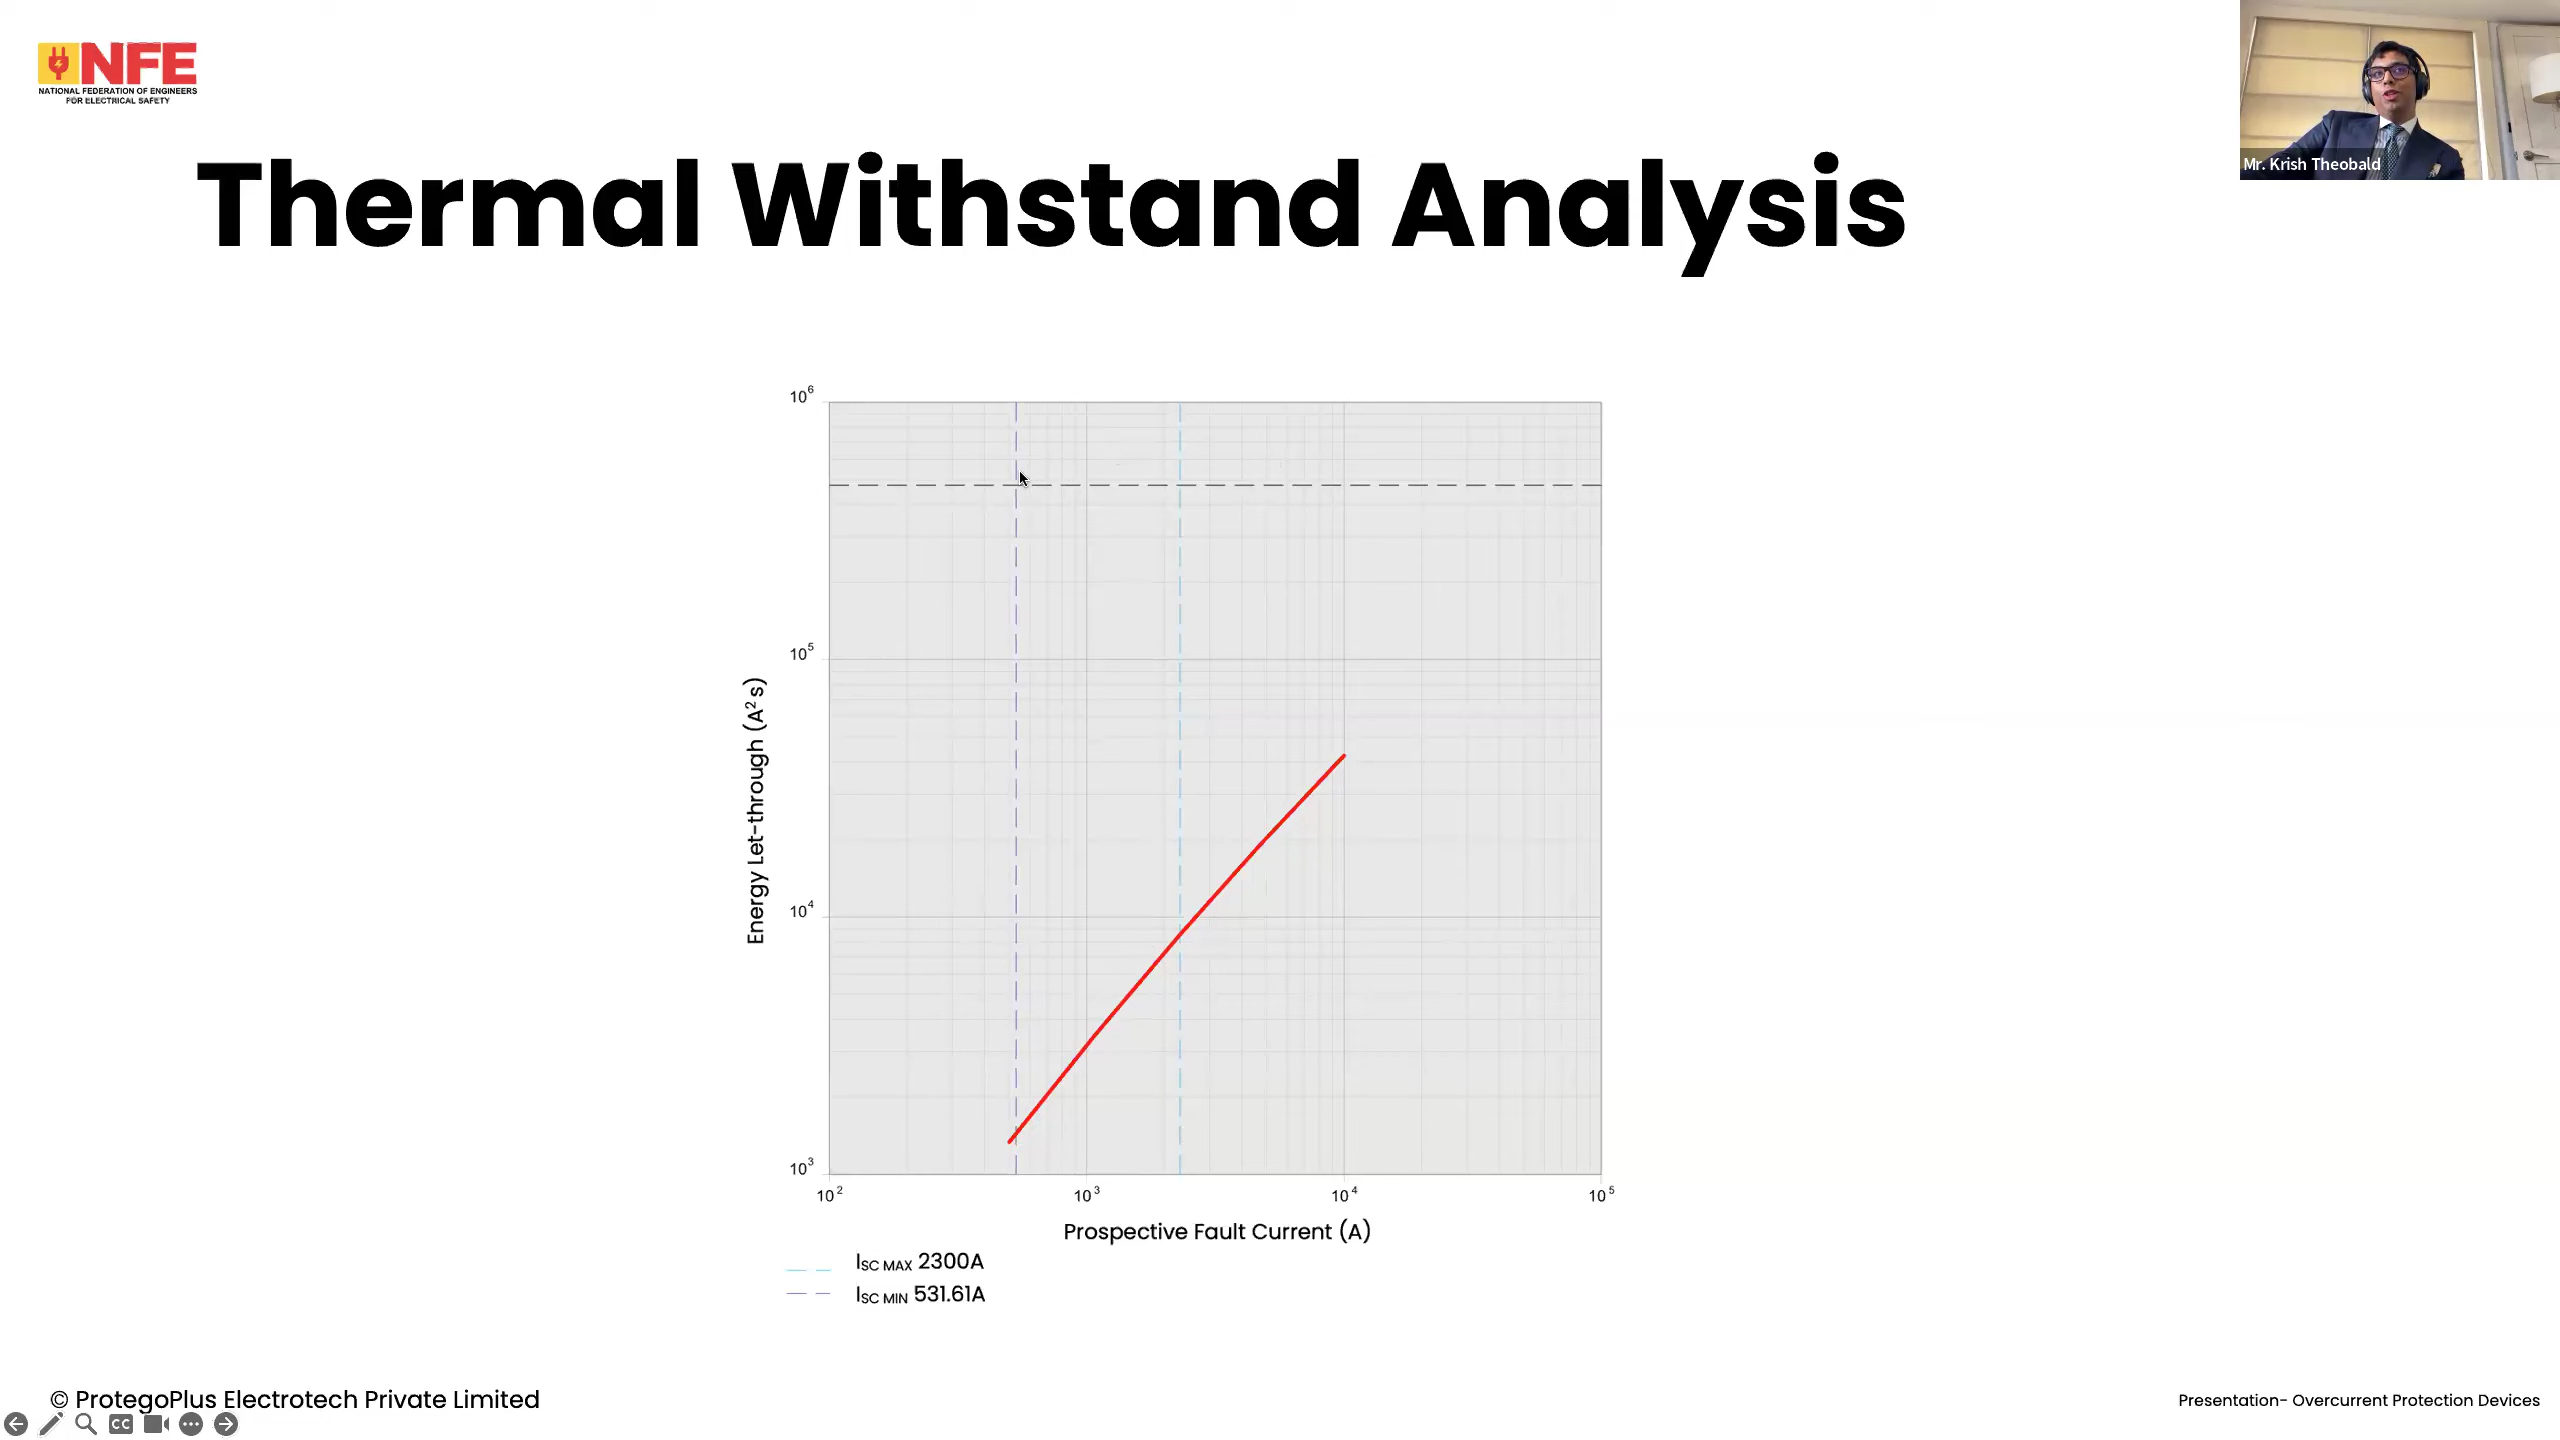 NFE
NATIONAL FEDERATION OF ENGINEERS
FOR ELECTRICAL SAFETY
Mr. Krish Theobald
Thermal Withstand Analysis
10⁶
10⁵
10⁴
10³
Energy Let-through (A² s)
10² 10³ 10⁴ 10⁵
Prospective Fault Current (A)
I SC MAX 2300A
I SC MIN 531.61A
© ProtegoPlus Electrotech Private Limited
Presentation- Overcurrent Protection Devices
CC